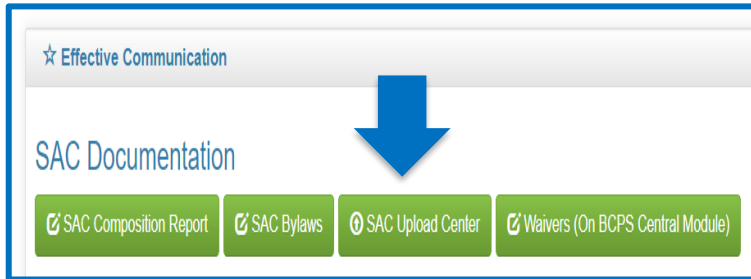 Effective Communication
SAC Documentation
SAC Composition Report SAC Bylaws SAC Upload Center Waivers (On BCPS Central Module)